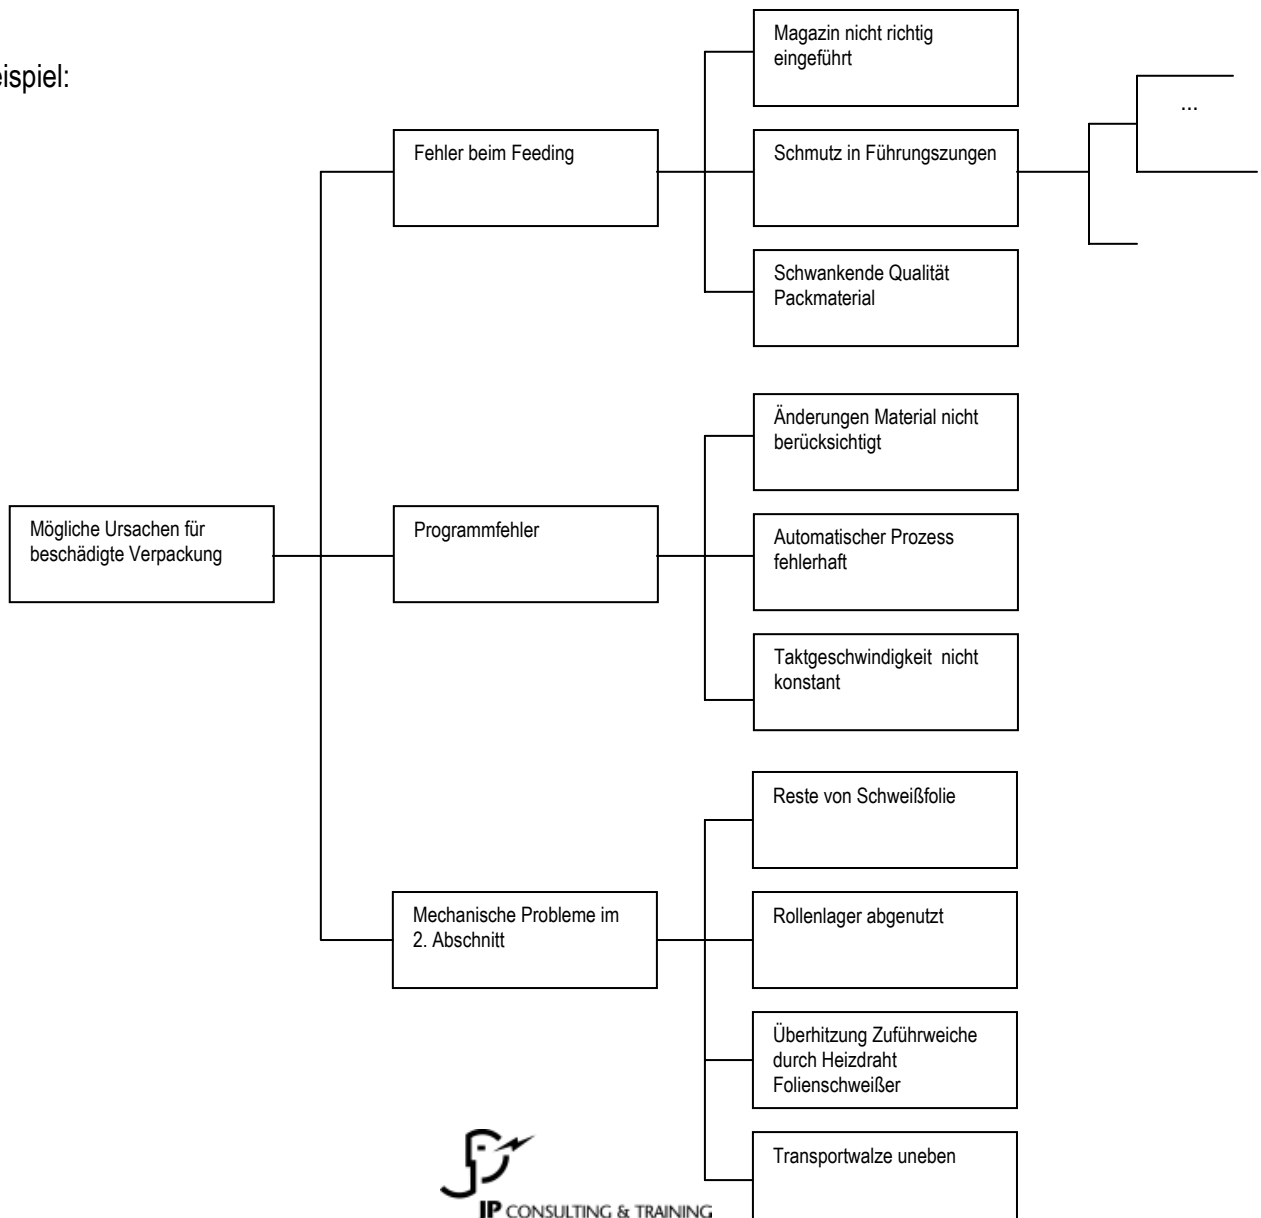 eispiel:
Magazin nicht richtig
eingeführt
...
Fehler beim Feeding
Schmutz in Führungszungen
Schwankende Qualität
Packmaterial
Änderungen Material nicht
berücksichtigt
Mögliche Ursachen für
beschädigte Verpackung
Programmfehler
Automatischer Prozess
fehlerhaft
Taktgeschwindigkeit nicht
konstant
Reste von Schweißfolie
Mechanische Probleme im
2. Abschnitt
Rollenlager abgenutzt
Überhitzung Zuführweiche
durch Heizdraht
Folienschweißer
Transportwalze uneben
IP CONSULTING & TRAINING